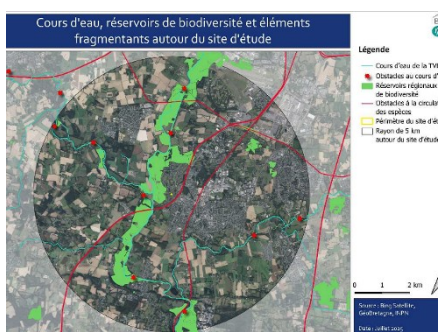 Cours d'eau, réservoirs de biodiversité et éléments
fragmentants autour du site d'étude
Légende
Cours d'eau de la TVB
Obstacles au cours d'e
Réservoirs régionaux
de biodiversité
Obstacles à la circulat
des espèces
Périmètre du site d'ét
Rayon de 5 km
autour du site d'étude
0 1 2 km
Source : Bing Satellite,
GéoBretagne, INPN
Date : Juillet 2025